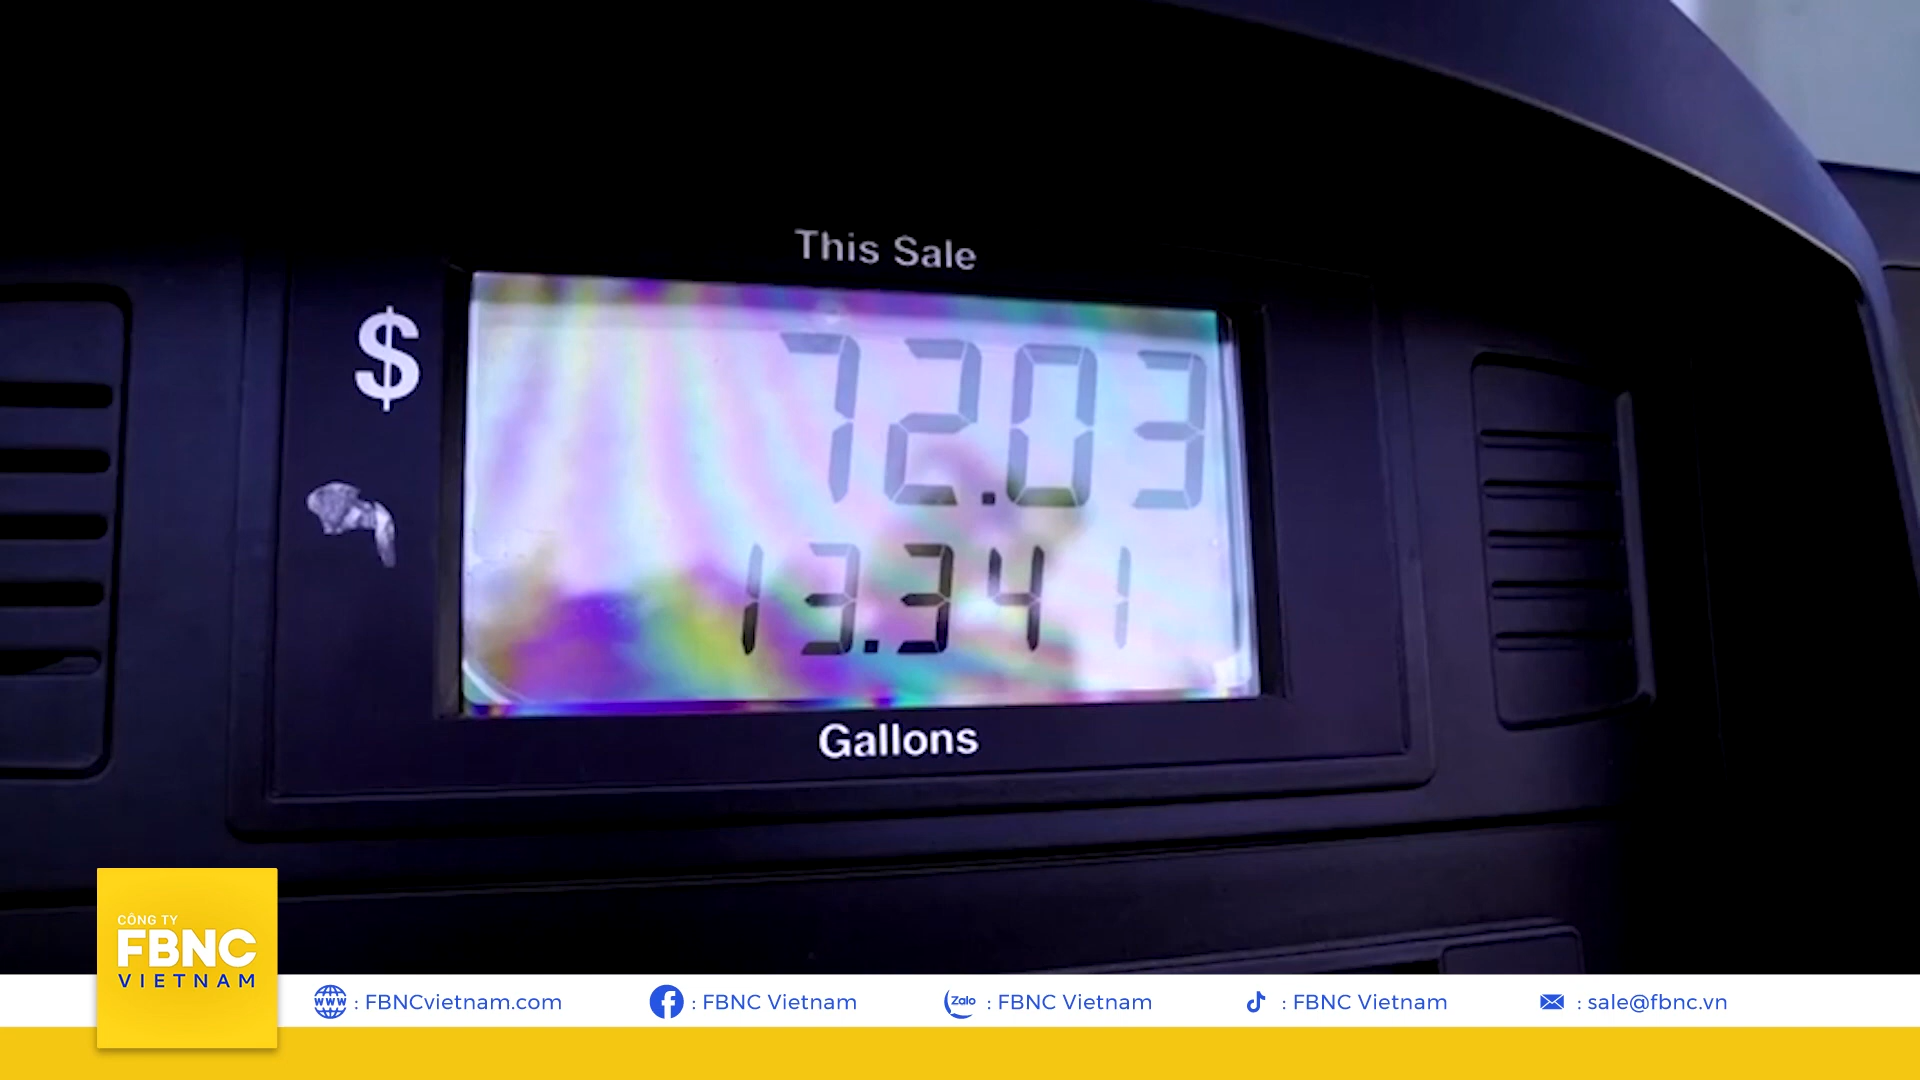 This Sale
$
72.03
13.341
Gallons
CÔNG TY
FBNC
VIETNAM
www : FBNCvietnam.com
f : FBNC Vietnam
Zalo : FBNC Vietnam
: FBNC Vietnam
: sale@fbnc.vn